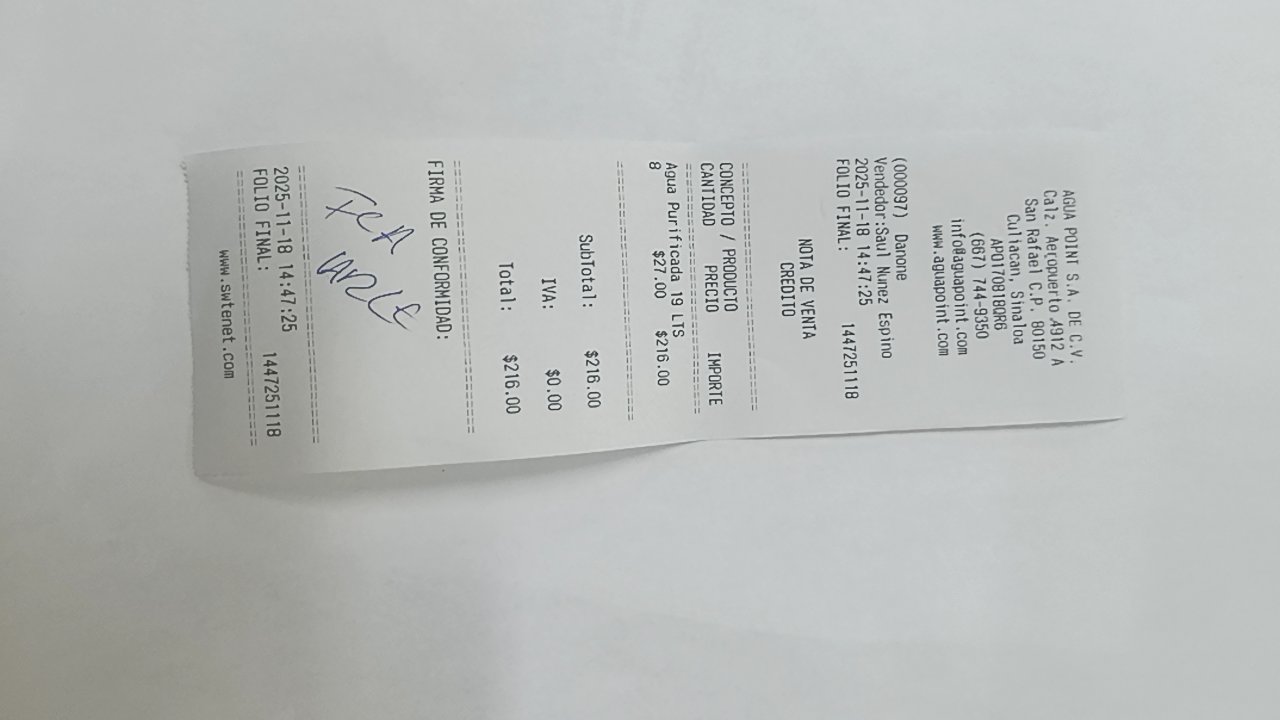 AGUA POINT S.A. DE C.V.
Calz. Aeropuerto 4912 A
San Rafael C.P. 80150
Culiacan, Sinaloa
APO170818QR6
(667) 744-9350
info@aguapoint.com
www.aguapoint.com
(000097) Danone
Vendedor:Saul Nunez Espino
2025-11-18 14:47:25
FOLIO FINAL: 1447251118
NOTA DE VENTA
CREDITO
CONCEPTO / PRODUCTO
CANTIDAD PRECIO IMPORTE
Agua Purificada 19 LTS
8 $27.00 $216.00
SubTotal: $216.00
IVA: $0.00
Total: $216.00
FIRMA DE CONFORMIDAD:
2025-11-18 14:47:25
FOLIO FINAL: 1447251118
www.swtenet.com